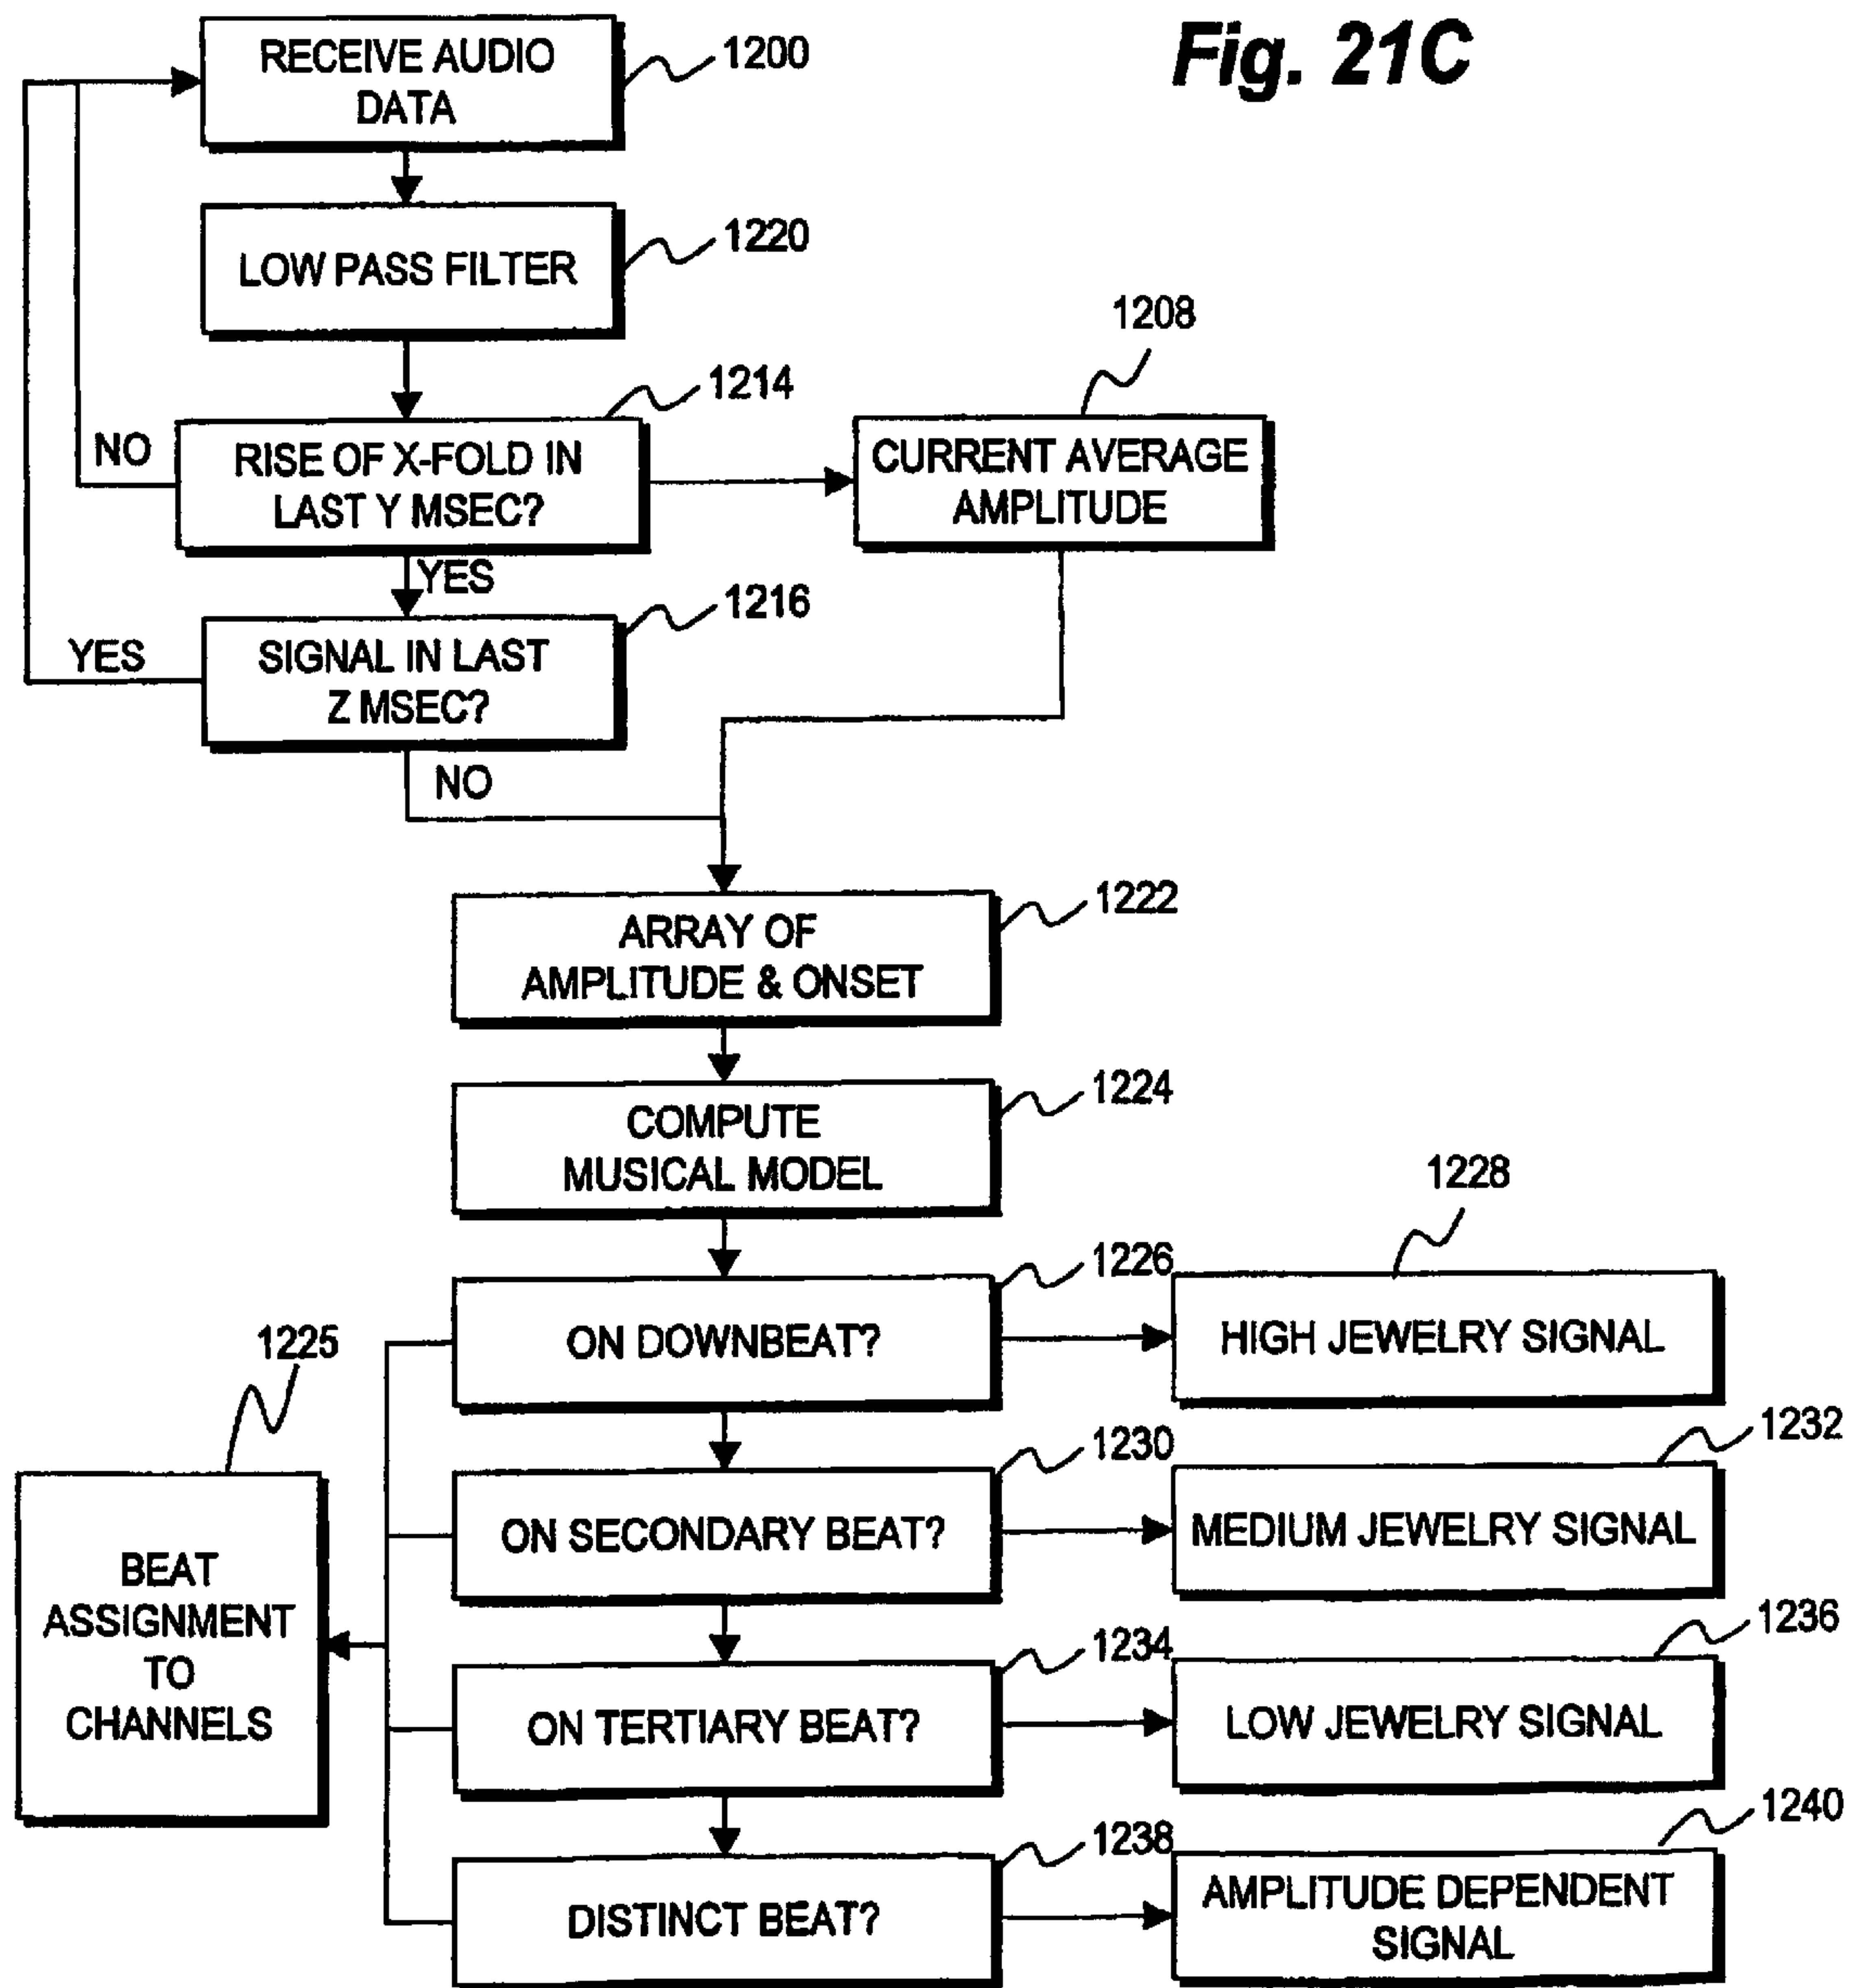 Fig. 21C
RECEIVE AUDIO
DATA
1200
LOW PASS FILTER
1220
1208
1214
NO
RISE OF X-FOLD IN
LAST Y MSEC?
CURRENT AVERAGE
AMPLITUDE
YES
1216
YES
SIGNAL IN LAST
Z MSEC?
NO
1222
ARRAY OF
AMPLITUDE & ONSET
1224
COMPUTE
MUSICAL MODEL
1228
1226
ON DOWNBEAT?
HIGH JEWELRY SIGNAL
1225
1232
1230
ON SECONDARY BEAT?
MEDIUM JEWELRY SIGNAL
BEAT
ASSIGNMENT
TO
CHANNELS
1236
1234
ON TERTIARY BEAT?
LOW JEWELRY SIGNAL
1240
1238
DISTINCT BEAT?
AMPLITUDE DEPENDENT
SIGNAL